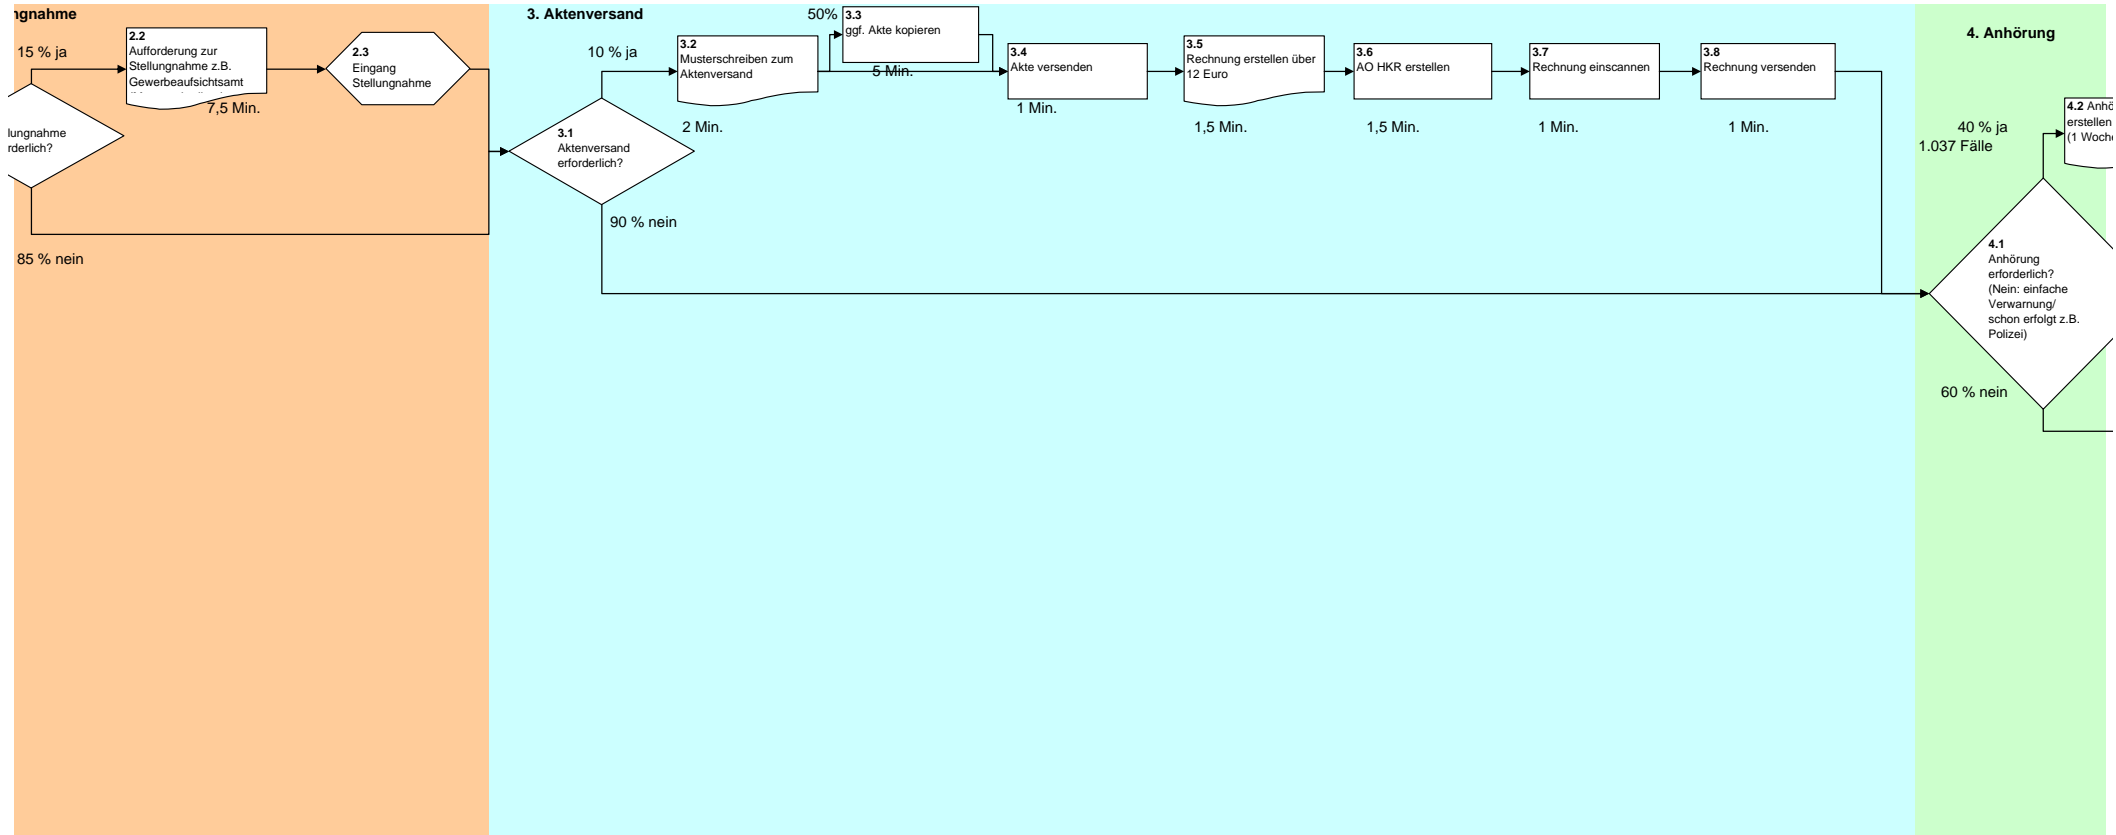 ngnahme
15 % ja
2.2
Aufforderung zur
Stellungnahme z.B.
Gewerbeaufsichtsamt
7,5 Min.
2.3
Eingang
Stellungnahme
lungnahme
rderlich?
85 % nein
3. Aktenversand
10 % ja
3.1
Aktenversand
erforderlich?
90 % nein
3.2
Musterschreiben zum
Aktenversand
2 Min.
50%
3.3
ggf. Akte kopieren
5 Min.
3.4
Akte versenden
1 Min.
3.5
Rechnung erstellen über
12 Euro
1,5 Min.
3.6
AO HKR erstellen
1,5 Min.
3.7
Rechnung einscannen
1 Min.
3.8
Rechnung versenden
1 Min.
4. Anhörung
40 % ja
1.037 Fälle
4.2 Anhö
erstellen
(1 Woche
4.1
Anhörung
erforderlich?
(Nein: einfache
Verwarnung/
schon erfolgt z.B.
Polizei)
60 % nein